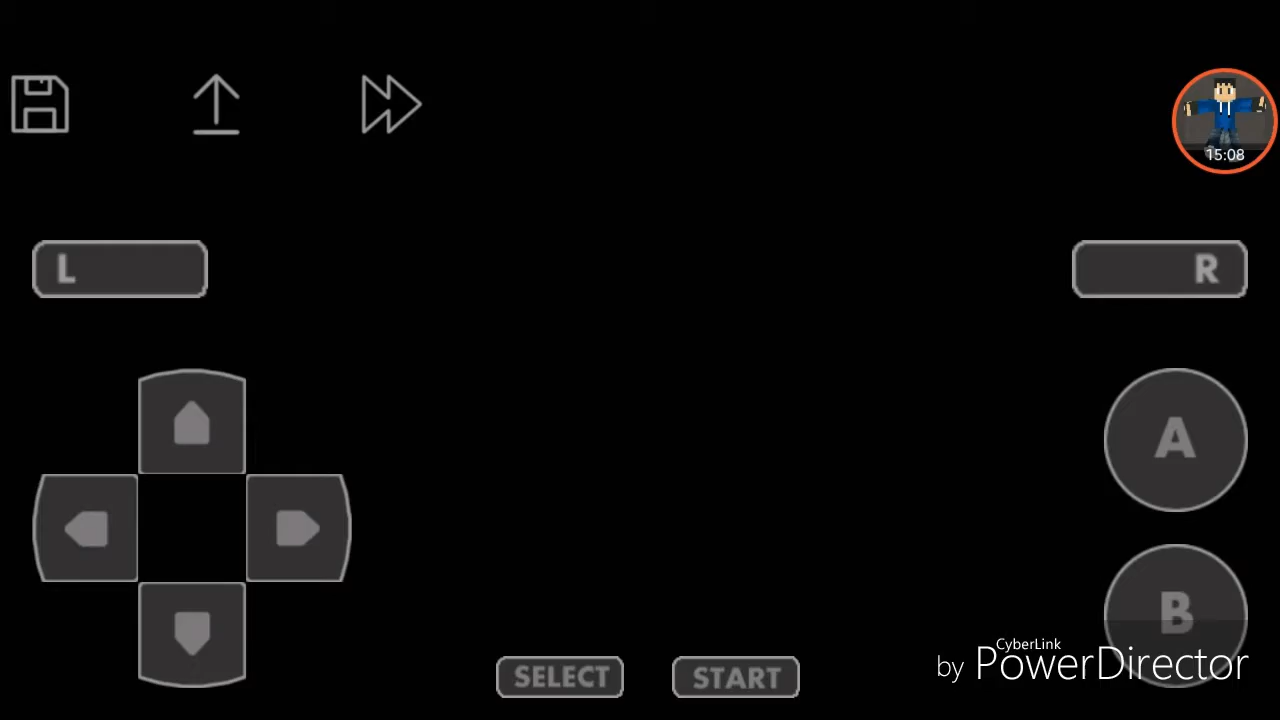 15:08
L
R
A
B
SELECT
START
CyberLink
by PowerDirector